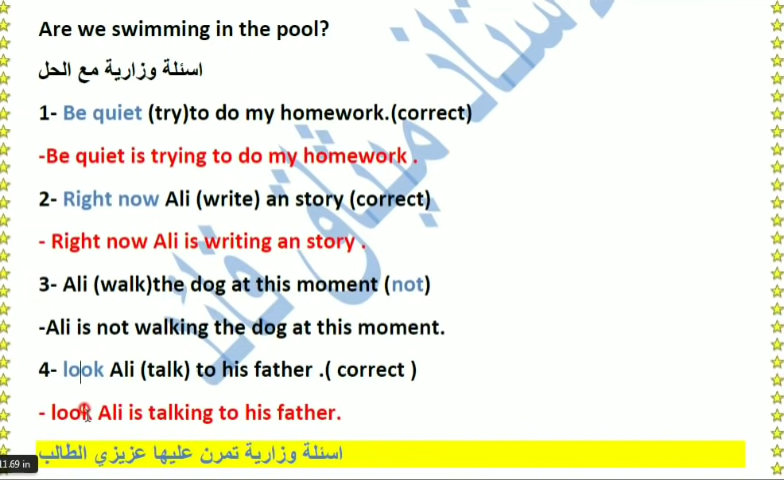 Are we swimming in the pool?
اسئلة وزارية مع الحل
1- Be quiet (try)to do my homework.(correct)
-Be quiet is trying to do my homework .
2- Right now Ali (write) an story (correct)
- Right now Ali is writing an story .
3- Ali (walk)the dog at this moment (not)
-Ali is not walking the dog at this moment.
4- look Ali (talk) to his father .( correct )
- look Ali is talking to his father.
اسئلة وزارية تمرن عليها عزيزي الطالب
11.69 in